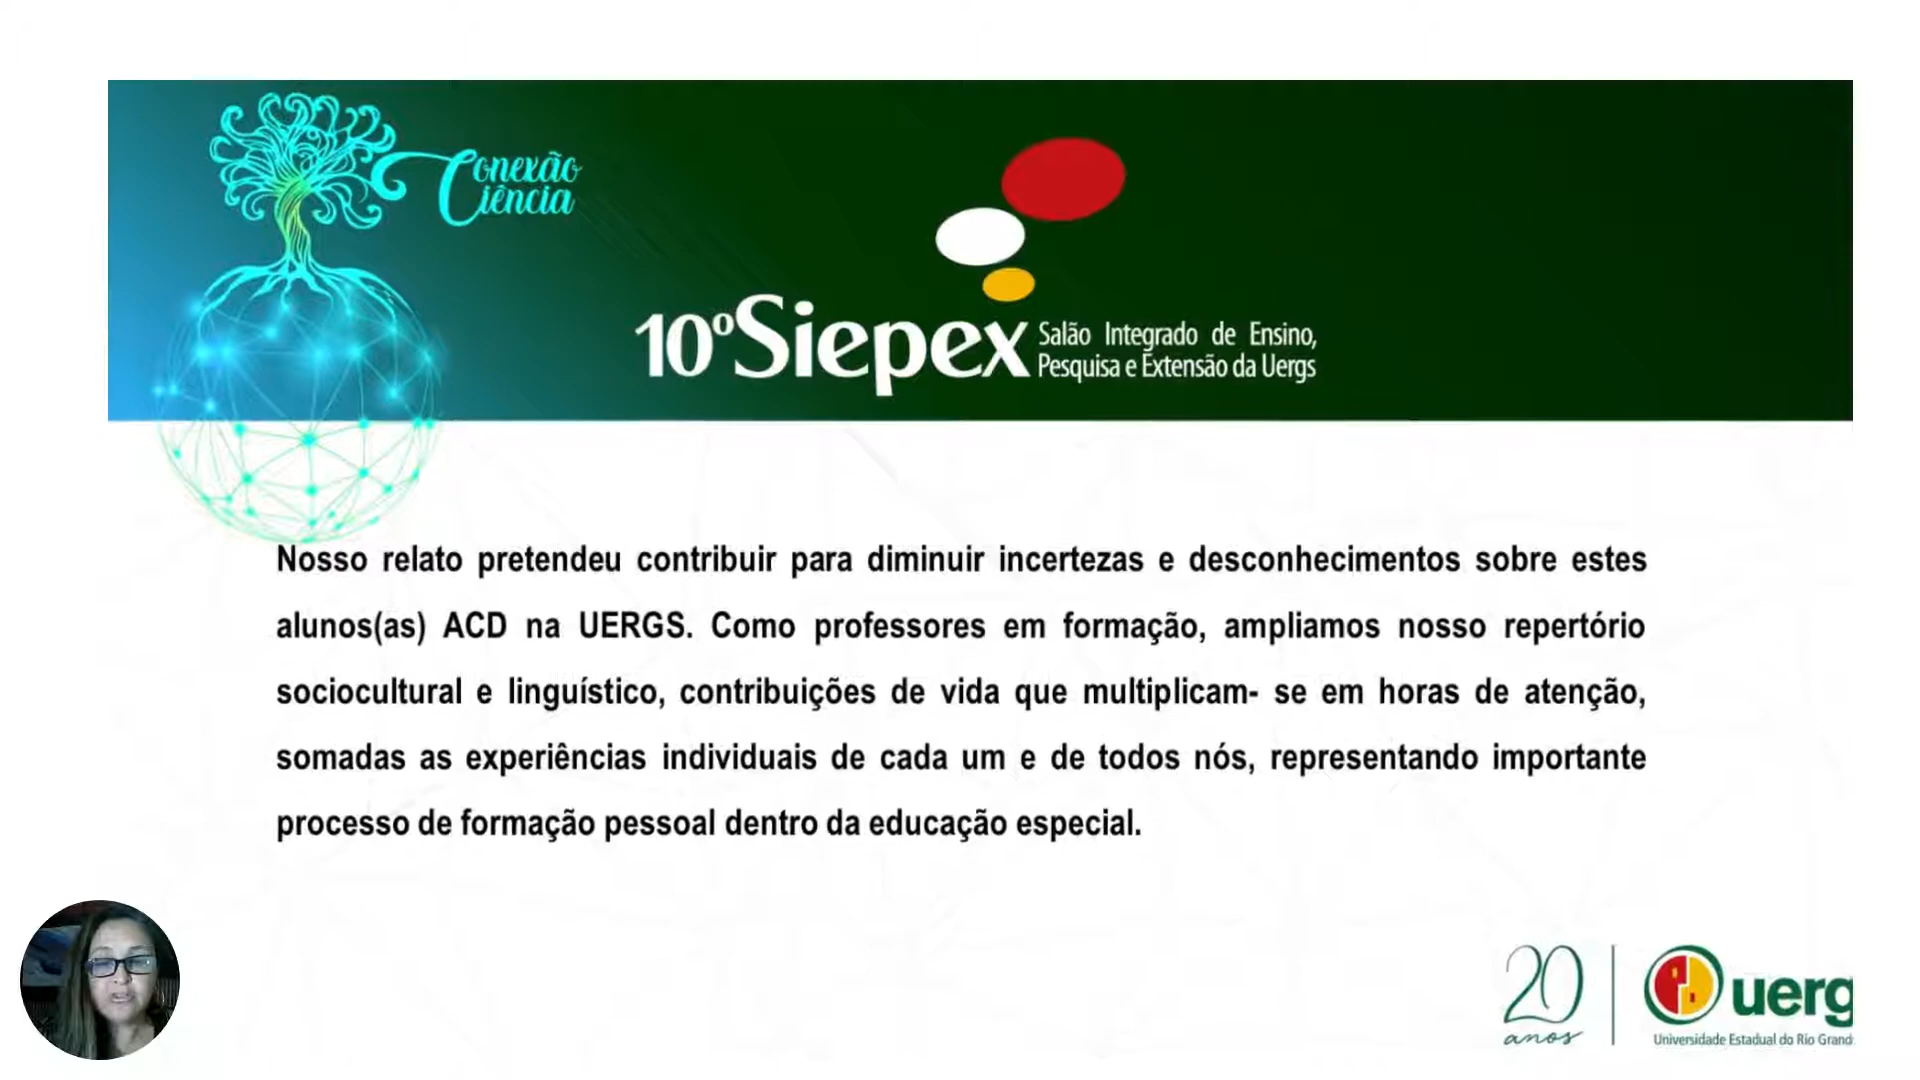 Conexão
Ciência
10º Siepex
Salão Integrado de Ensino,
Pesquisa e Extensão da Uergs
Nosso relato pretendeu contribuir para diminuir incertezas e desconhecimentos sobre estes
alunos(as) ACD na UERGS. Como professores em formação, ampliamos nosso repertório
sociocultural e linguístico, contribuições de vida que multiplicam- se em horas de atenção,
somadas as experiências individuais de cada um e de todos nós, representando importante
processo de formação pessoal dentro da educação especial.
20
anos
uerg
Universidade Estadual do Rio Grand